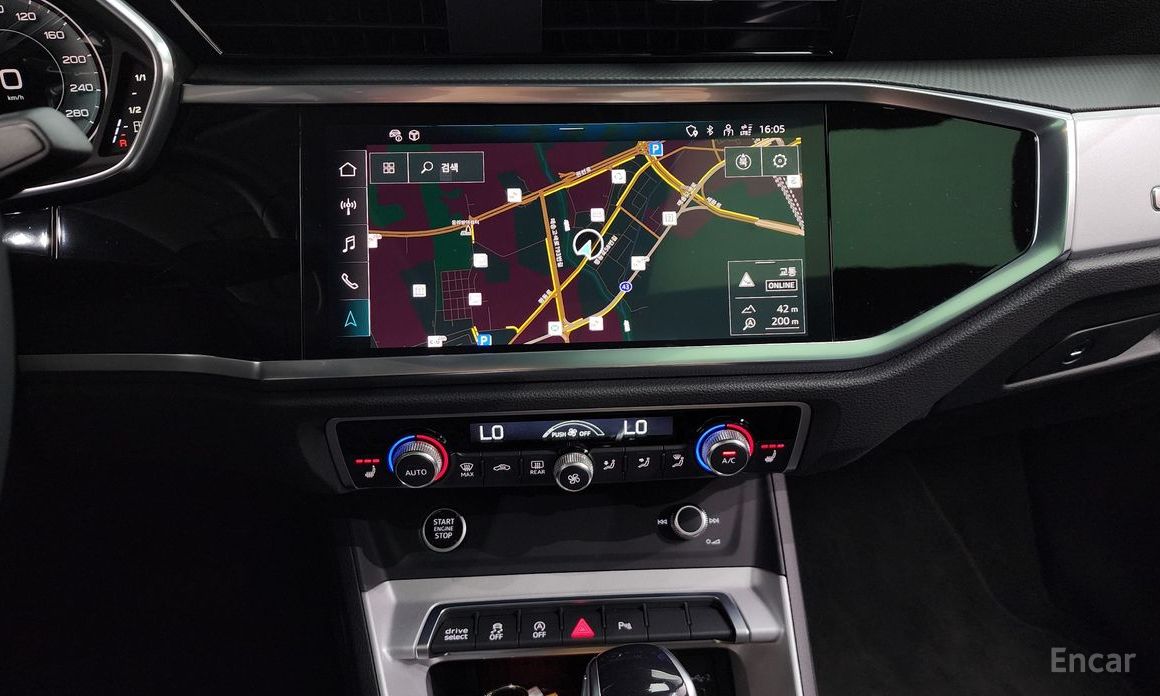 120
160
200
240
280
0
km/h
1/1
1/2
R
16:05
검색
P
43
교통
ONLINE
42 m
200 m
P
LO
PUSH OFF
LO
AUTO
MAX
REAR
A/C
START
ENGINE
STOP
drive
select
OFF
OFF
Encar